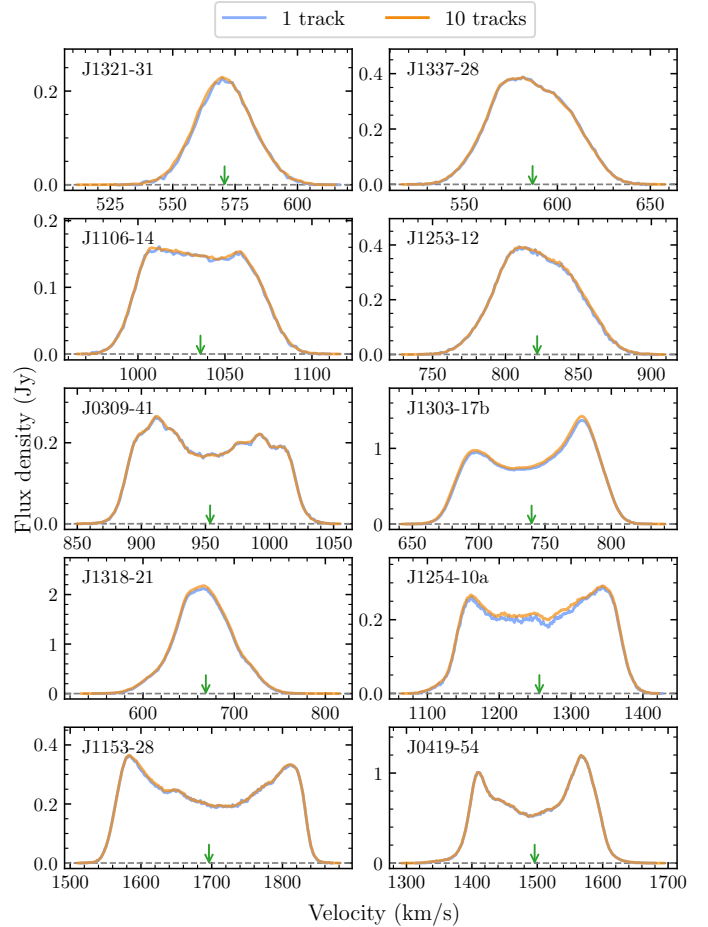 1 track 10 tracks
J1321-31
0.2
0.0
525 550 575 600
J1337-28
0.4
0.2
0.0
550 600 650
J1106-14
0.2
0.1
0.0
1000 1050 1100
J1253-12
0.4
0.2
0.0
750 800 850 900
Flux density (Jy)
J0309-41
0.2
0.0
850 900 950 1000 1050
J1303-17b
1
0
650 700 750 800
J1318-21
2
1
0
600 700 800
J1254-10a
0.2
0.0
1100 1200 1300 1400
J1153-28
0.4
0.2
0.0
1500 1600 1700 1800
J0419-54
1
0
1300 1400 1500 1600 1700
Velocity (km/s)